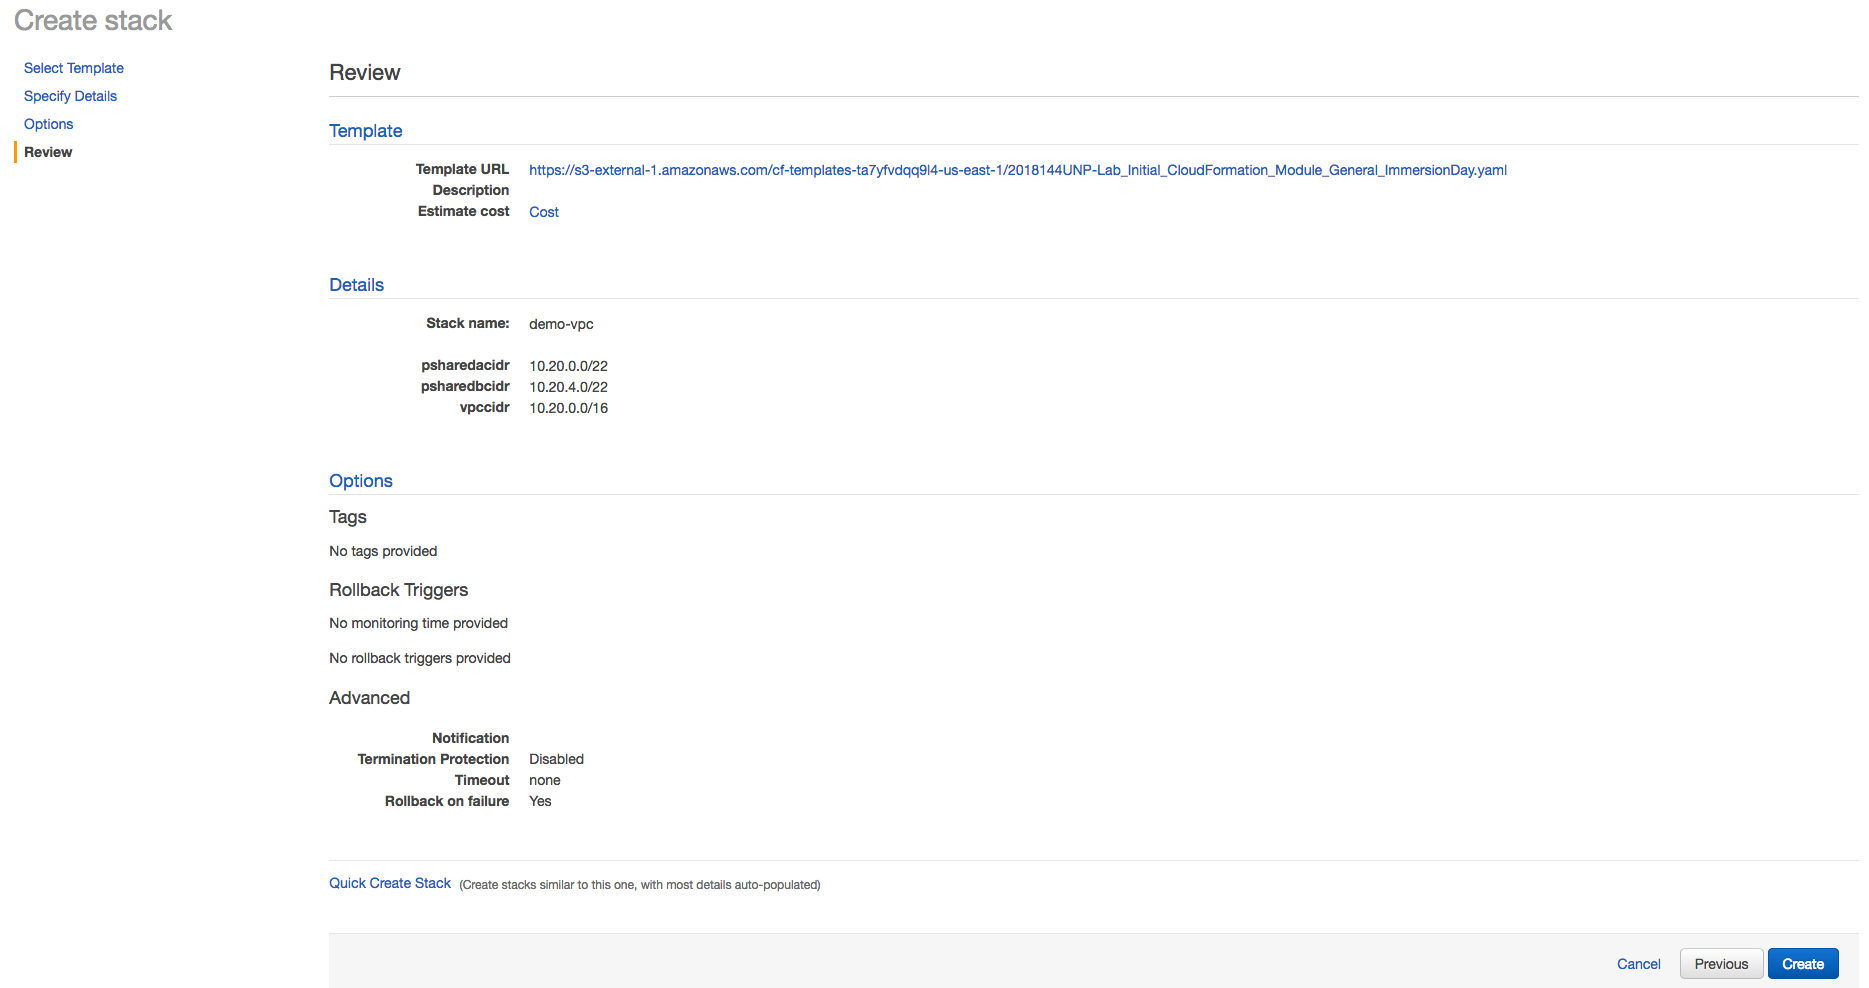 Create stack
Select Template
Specify Details
Options
Review
Review
Template
Template URL https://s3-external-1.amazonaws.com/cf-templates-ta7yfvdqq9l4-us-east-1/2018144UNP-Lab_Initial_CloudFormation_Module_General_ImmersionDay.yaml
Description
Estimate cost Cost
Details
Stack name: demo-vpc
psharedacidr 10.20.0.0/22
psharedbcidr 10.20.4.0/22
vpccidr 10.20.0.0/16
Options
Tags
No tags provided
Rollback Triggers
No monitoring time provided
No rollback triggers provided
Advanced
Notification
Termination Protection Disabled
Timeout none
Rollback on failure Yes
Quick Create Stack (Create stacks similar to this one, with most details auto-populated)
Cancel Previous Create